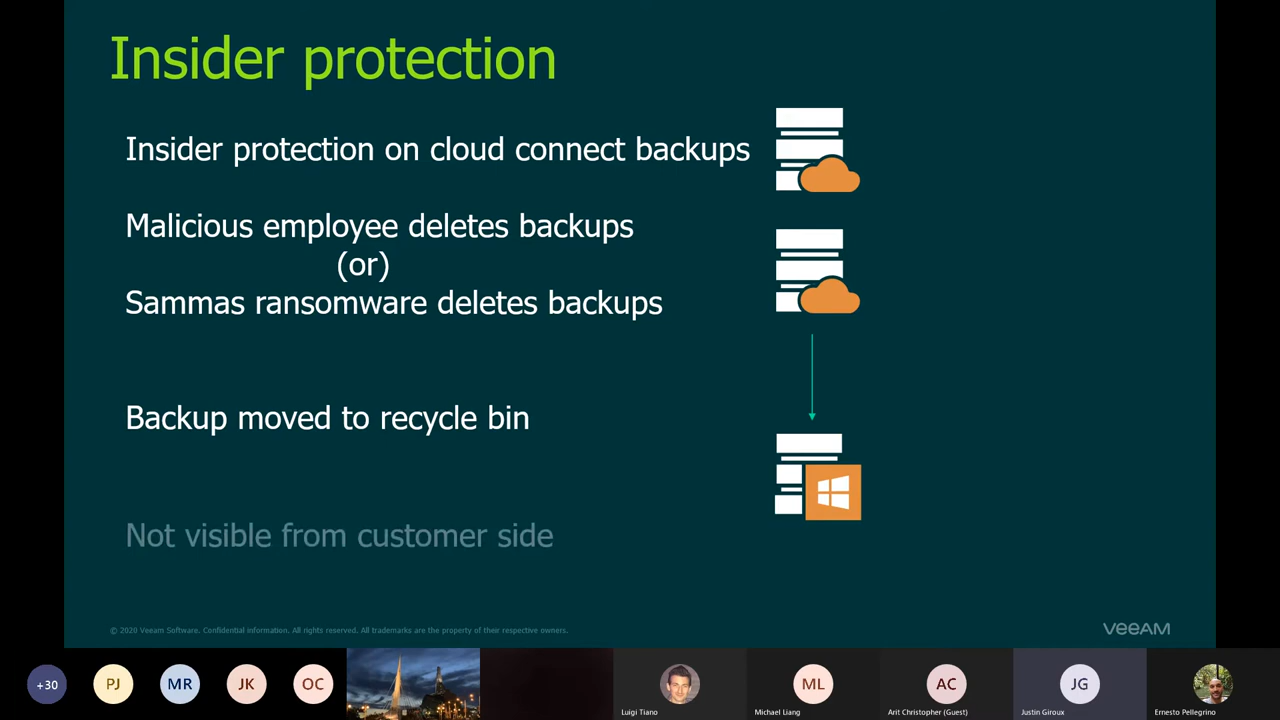 Insider protection
Insider protection on cloud connect backups
Malicious employee deletes backups
(or)
Sammas ransomware deletes backups
Backup moved to recycle bin
Not visible from customer side
© 2020 Veeam Software. Confidential information. All rights reserved. All trademarks are the property of their respective owners.
VEEAM
+30
PJ
MR
JK
OC
Luigi Tiano
ML
Michael Liang
AC
Arit Christopher (Guest)
JG
Justin Giroux
Ernesto Pellegrino